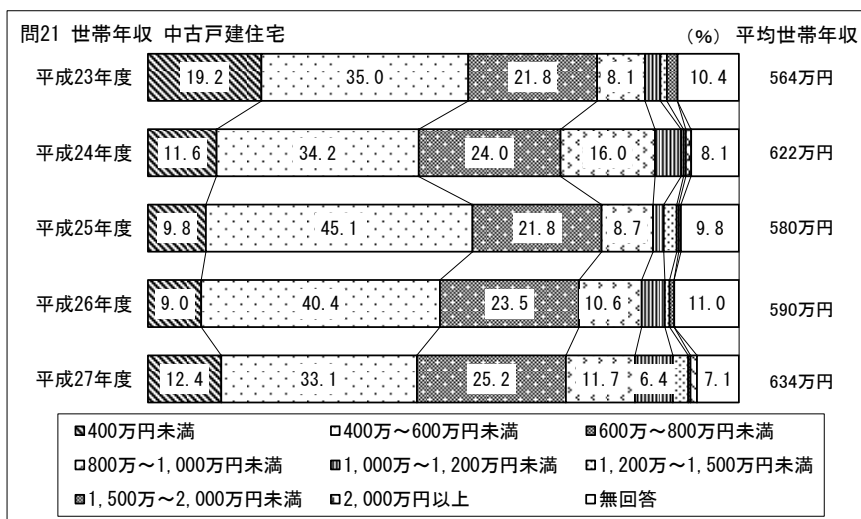 問21 世帯年収 中古戸建住宅 (%) 平均世帯年収
平成23年度 19.2 35.0 21.8 8.1 10.4 564万円
平成24年度 11.6 34.2 24.0 16.0 8.1 622万円
平成25年度 9.8 45.1 21.8 8.7 9.8 580万円
平成26年度 9.0 40.4 23.5 10.6 11.0 590万円
平成27年度 12.4 33.1 25.2 11.7 6.4 7.1 634万円
400万円未満 400万～600万円未満 600万～800万円未満
800万～1,000万円未満 1,000万～1,200万円未満 1,200万～1,500万円未満
1,500万～2,000万円未満 2,000万円以上 無回答